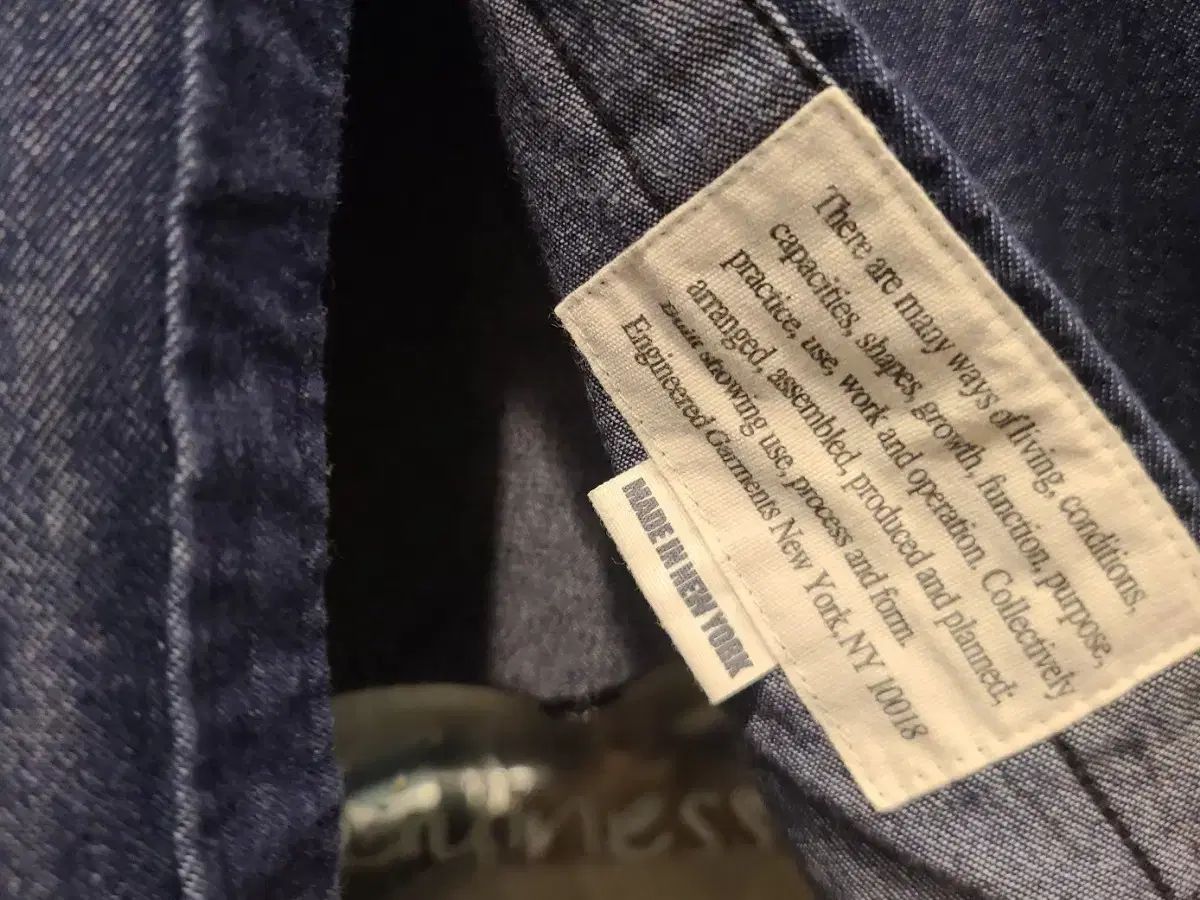 There are many ways of living, conditions,
capacities, shapes, growth, function, purpose,
practice, use, work and operation. Collectively
arranged, assembled, produced and planned;
Built showing use, process and form.
Engineered Garments New York, NY 10018
MADE IN NEW YORK